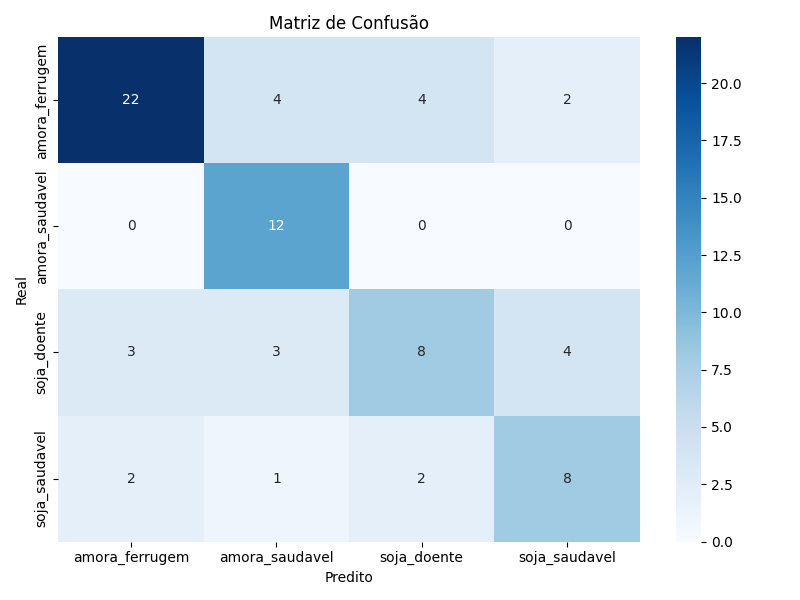 Matriz de Confusão
Real
amora_ferrugem
22 4 4 2
amora_saudavel
0 12 0 0
soja_doente
3 3 8 4
soja_saudavel
2 1 2 8
amora_ferrugem amora_saudavel soja_doente soja_saudavel
Predito
20.0
17.5
15.0
12.5
10.0
7.5
5.0
2.5
0.0